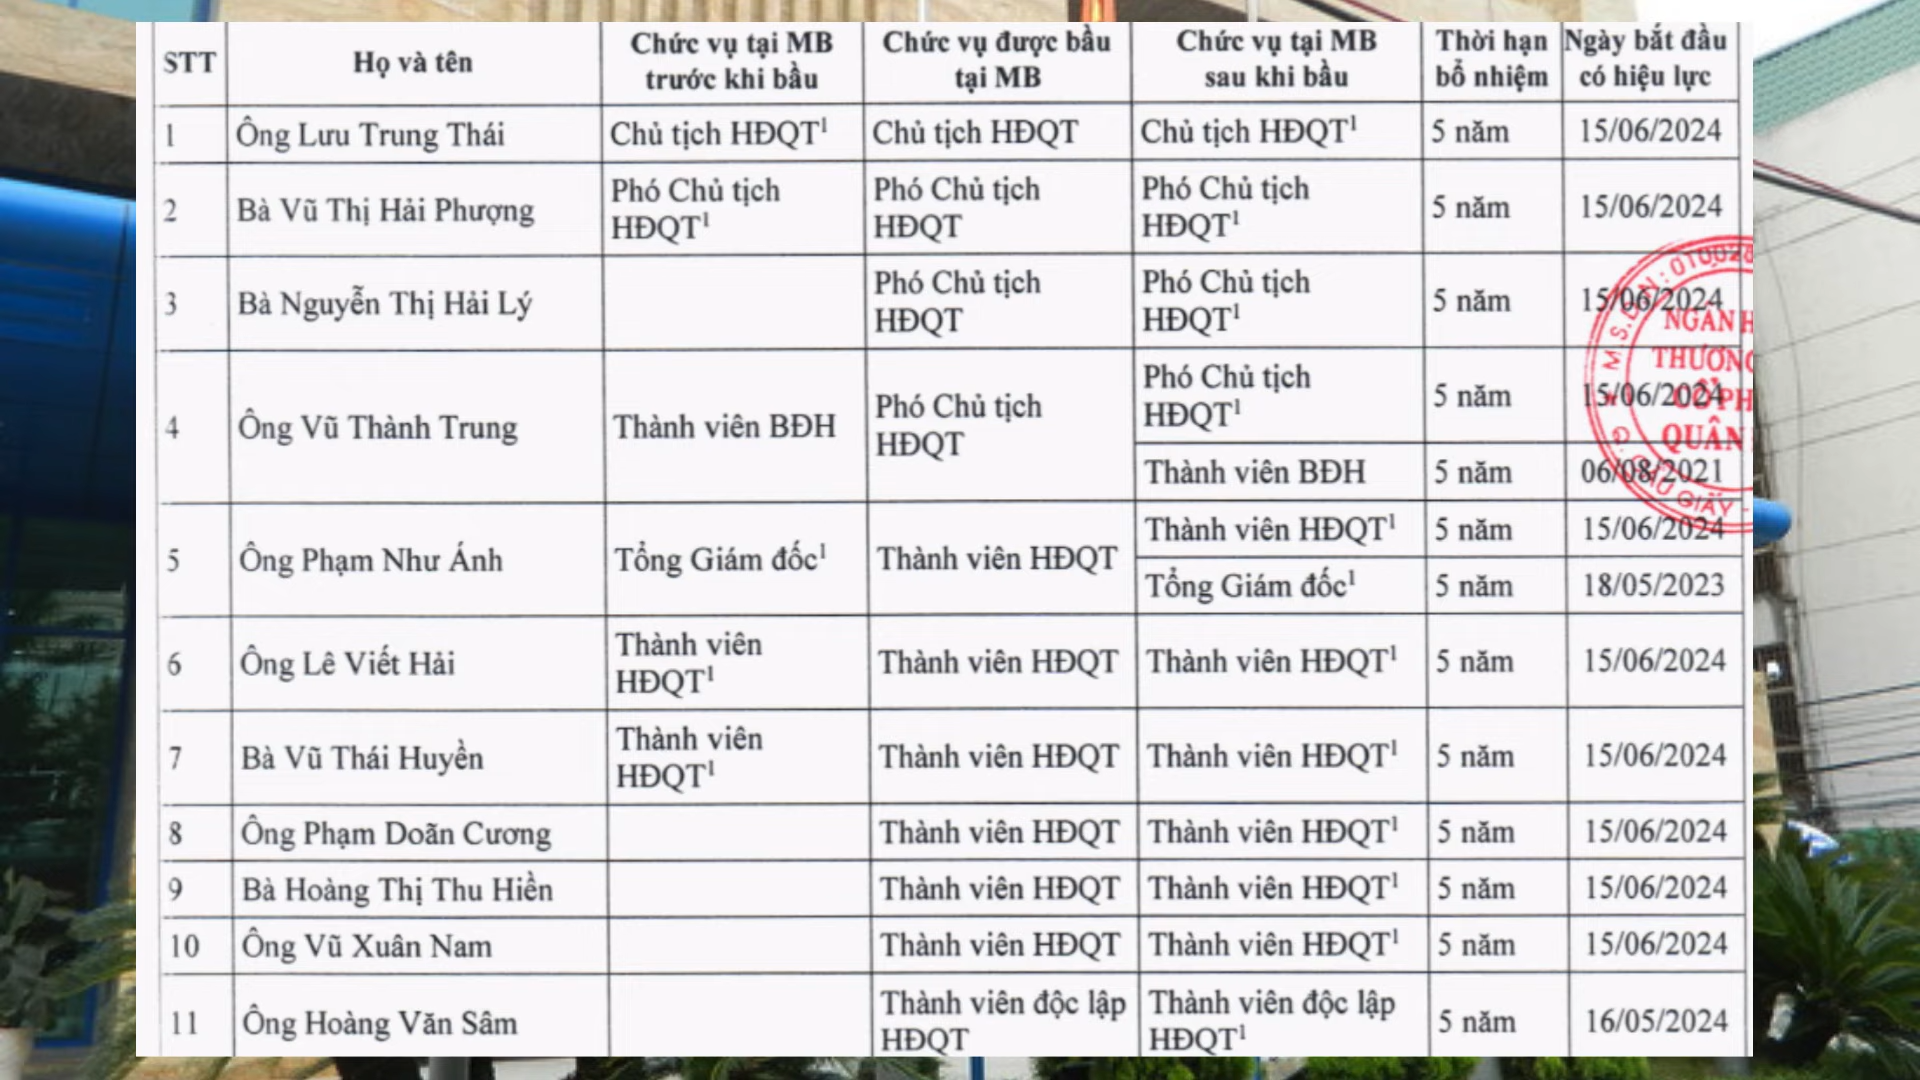 STT | Họ và tên | Chức vụ tại MB trước khi bầu | Chức vụ được bầu tại MB | Chức vụ tại MB sau khi bầu | Thời hạn bổ nhiệm | Ngày bắt đầu có hiệu lực
1 | Ông Lưu Trung Thái | Chủ tịch HĐQT¹ | Chủ tịch HĐQT | Chủ tịch HĐQT¹ | 5 năm | 15/06/2024
2 | Bà Vũ Thị Hải Phượng | Phó Chủ tịch HĐQT¹ | Phó Chủ tịch HĐQT | Phó Chủ tịch HĐQT¹ | 5 năm | 15/06/2024
3 | Bà Nguyễn Thị Hải Lý | | Phó Chủ tịch HĐQT | Phó Chủ tịch HĐQT¹ | 5 năm | 15/06/2024
4 | Ông Vũ Thành Trung | Thành viên BĐH | Phó Chủ tịch HĐQT | Phó Chủ tịch HĐQT¹ | 5 năm | 15/06/2024
Thành viên BĐH | 5 năm | 06/08/2021
5 | Ông Phạm Như Ánh | Tổng Giám đốc¹ | Thành viên HĐQT | Thành viên HĐQT¹ | 5 năm | 15/06/2024
Tổng Giám đốc¹ | 5 năm | 18/05/2023
6 | Ông Lê Viết Hải | Thành viên HĐQT¹ | Thành viên HĐQT | Thành viên HĐQT¹ | 5 năm | 15/06/2024
7 | Bà Vũ Thái Huyền | Thành viên HĐQT¹ | Thành viên HĐQT | Thành viên HĐQT¹ | 5 năm | 15/06/2024
8 | Ông Phạm Doãn Cương | | Thành viên HĐQT | Thành viên HĐQT¹ | 5 năm | 15/06/2024
9 | Bà Hoàng Thị Thu Hiền | | Thành viên HĐQT | Thành viên HĐQT¹ | 5 năm | 15/06/2024
10 | Ông Vũ Xuân Nam | | Thành viên HĐQT | Thành viên HĐQT¹ | 5 năm | 15/06/2024
11 | Ông Hoàng Văn Sâm | | Thành viên độc lập HĐQT | Thành viên độc lập HĐQT¹ | 5 năm | 16/05/2024
NGÂN H
THƯƠNG
CỔ PH
QUÂN